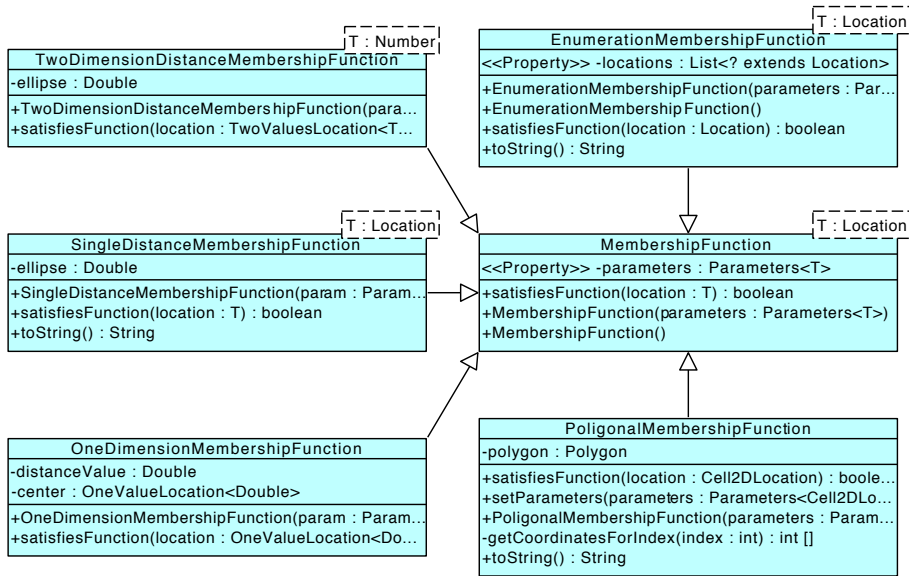 T : Number
TwoDimensionDistanceMembershipFunction
-ellipse : Double
+TwoDimensionDistanceMembershipFunction(para...
+satisfiesFunction(location : TwoValuesLocation<T...
T : Location
EnumerationMembershipFunction
<<Property>> -locations : List<? extends Location>
+EnumerationMembershipFunction(parameters : Par...
+EnumerationMembershipFunction()
+satisfiesFunction(location : Location) : boolean
+toString() : String
T : Location
SingleDistanceMembershipFunction
-ellipse : Double
+SingleDistanceMembershipFunction(param : Param...
+satisfiesFunction(location : T) : boolean
+toString() : String
T : Location
MembershipFunction
<<Property>> -parameters : Parameters<T>
+satisfiesFunction(location : T) : boolean
+MembershipFunction(parameters : Parameters<T>)
+MembershipFunction()
OneDimensionMembershipFunction
-distanceValue : Double
-center : OneValueLocation<Double>
+OneDimensionMembershipFunction(param : Param...
+satisfiesFunction(location : OneValueLocation<Do...
PoligonalMembershipFunction
-polygon : Polygon
+satisfiesFunction(location : Cell2DLocation) : boole...
+setParameters(parameters : Parameters<Cell2DLo...
+PoligonalMembershipFunction(parameters : Param...
-getCoordinatesForIndex(index : int) : int []
+toString() : String